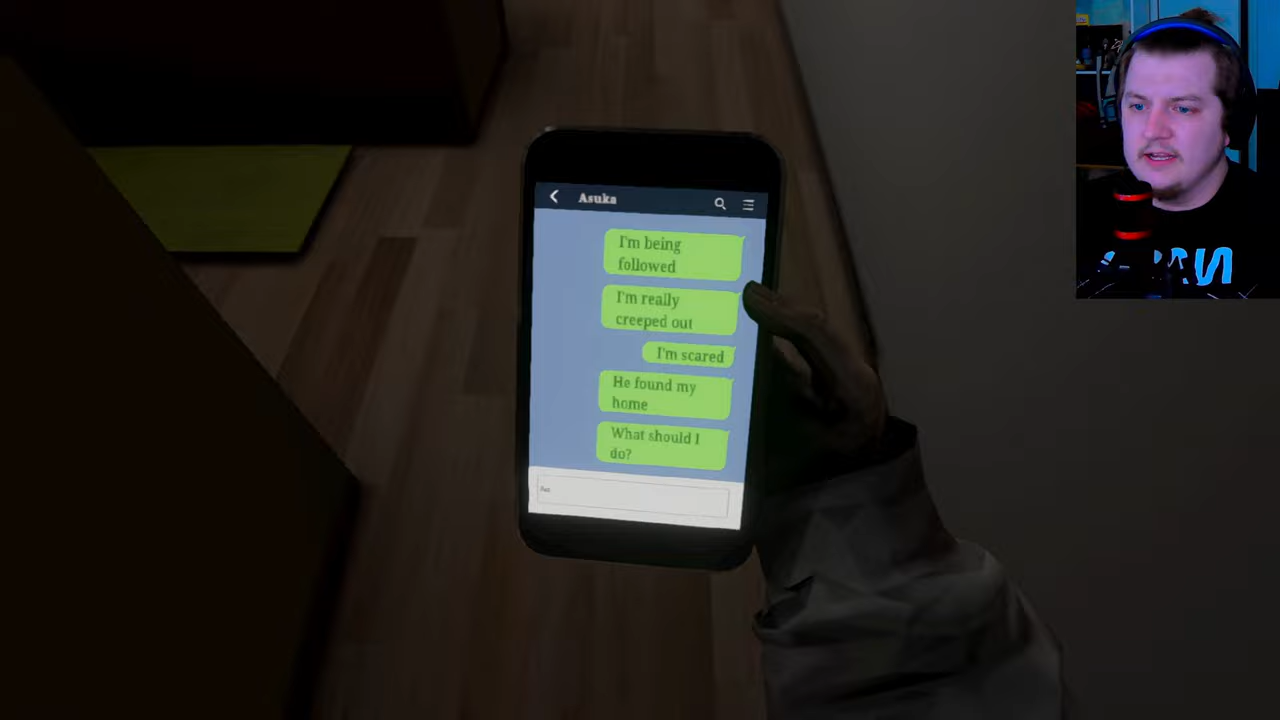 Asuka
I'm being
followed
I'm really
creeped out
I'm scared
He found my
home
What should I
do?